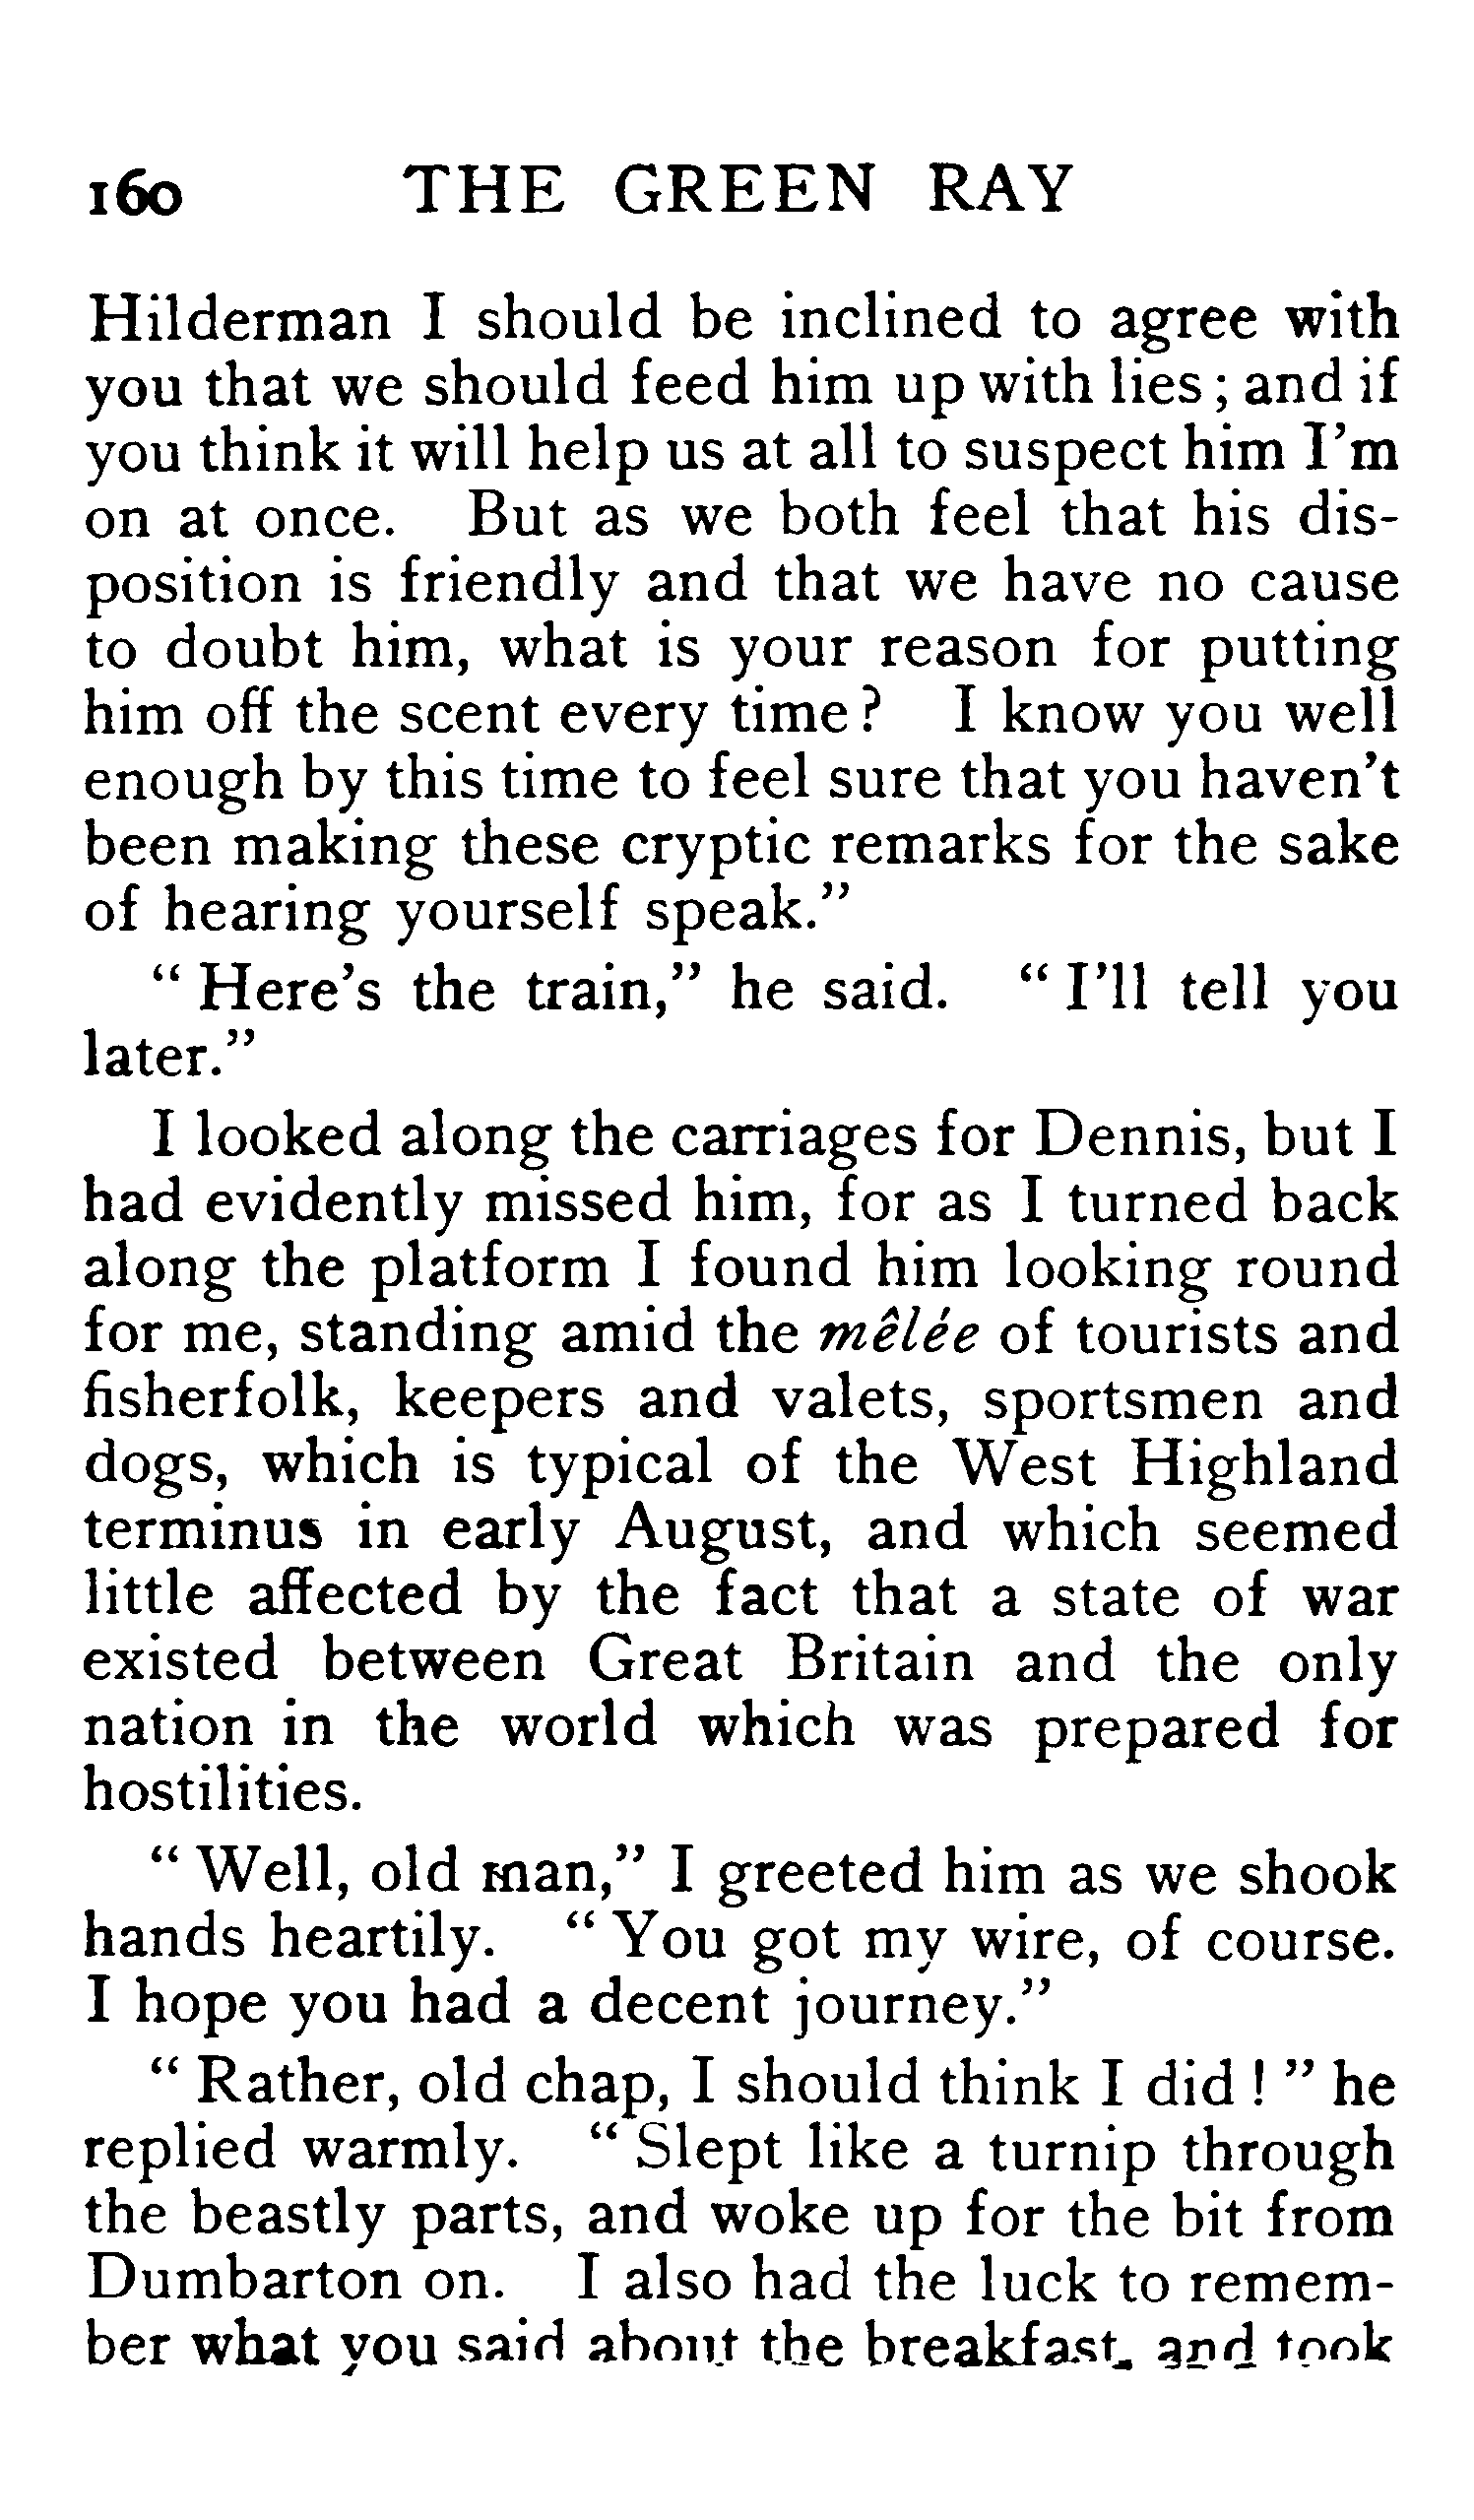 160 THE GREEN RAY
Hilderman I should be inclined to agree with
you that we should feed him up with lies ; and if
you think it will help us at all to suspect him I'm
on at once. But as we both feel that his dis-
position is friendly and that we have no cause
to doubt him, what is your reason for putting
him off the scent every time ? I know you well
enough by this time to feel sure that you haven't
been making these cryptic remarks for the sake
of hearing yourself speak."
" Here's the train," he said. " I'll tell you
later."
I looked along the carriages for Dennis, but I
had evidently missed him, for as I turned back
along the platform I found him looking round
for me, standing amid the mêlée of tourists and
fisherfolk, keepers and valets, sportsmen and
dogs, which is typical of the West Highland
terminus in early August, and which seemed
little affected by the fact that a state of war
existed between Great Britain and the only
nation in the world which was prepared for
hostilities.
" Well, old man," I greeted him as we shook
hands heartily. " You got my wire, of course.
I hope you had a decent journey."
" Rather, old chap, I should think I did ! " he
replied warmly. " Slept like a turnip through
the beastly parts, and woke up for the bit from
Dumbarton on. I also had the luck to remem-
ber what you said about the breakfast, and took